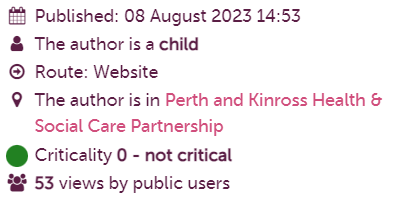 Published: 08 August 2023 14:53
The author is a child
Route: Website
The author is in Perth and Kinross Health &
Social Care Partnership
Criticality 0 - not critical
53 views by public users